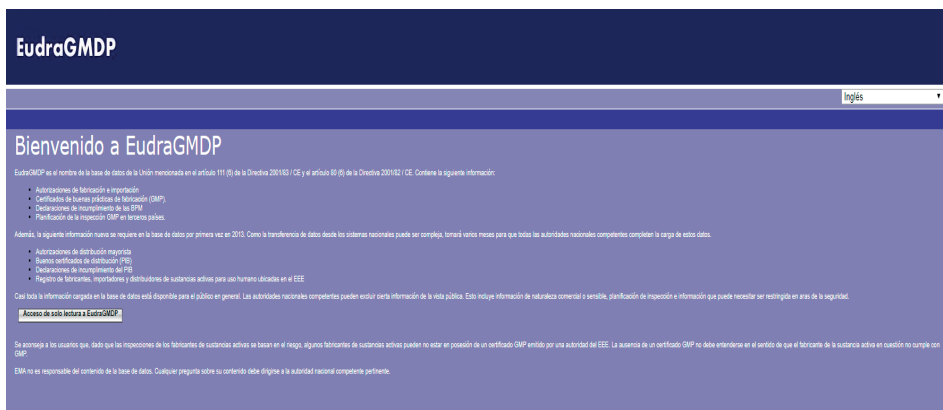 EudraGMDP
Inglés
Bienvenido a EudraGMDP
EudraGMDP es el nombre de la base de datos de la Unión mencionada en el artículo 111 (6) de la Directiva 2001/83 / CE y el artículo 80 (6) de la Directiva 2001/82 / CE. Contiene la siguiente información:
Autorizaciones de fabricación e importación
Certificados de buenas prácticas de fabricación (GMP).
Declaraciones de incumplimiento de las BPM
Planificación de la inspección GMP en terceros países.
Además, la siguiente información nueva se requiere en la base de datos por primera vez en 2013. Como la transferencia de datos desde los sistemas nacionales puede ser compleja, tomará varios meses para que todas las autoridades nacionales competentes completen la carga de estos datos.
Autorizaciones de distribución mayorista
Buenos certificados de distribución (PIB)
Declaraciones de incumplimiento del PIB
Registro de fabricantes, importadores y distribuidores de sustancias activas para uso humano ubicadas en el EEE
Casi toda la información cargada en la base de datos está disponible para el público en general. Las autoridades nacionales competentes pueden excluir cierta información de la vista pública. Esto incluye información de naturaleza comercial o sensible, planificación de inspección e información que puede necesitar ser restringida en aras de la seguridad.
Acceso de solo lectura a EudraGMDP
Se aconseja a los usuarios que, dado que las inspecciones de los fabricantes de sustancias activas se basan en el riesgo, algunos fabricantes de sustancias activas pueden no estar en posesión de un certificado GMP emitido por una autoridad del EEE. La ausencia de un certificado GMP no debe entenderse en el sentido de que el fabricante de la sustancia activa en cuestión no cumple con
GMP.
EMA no es responsable del contenido de la base de datos. Cualquier pregunta sobre su contenido debe dirigirse a la autoridad nacional competente pertinente.